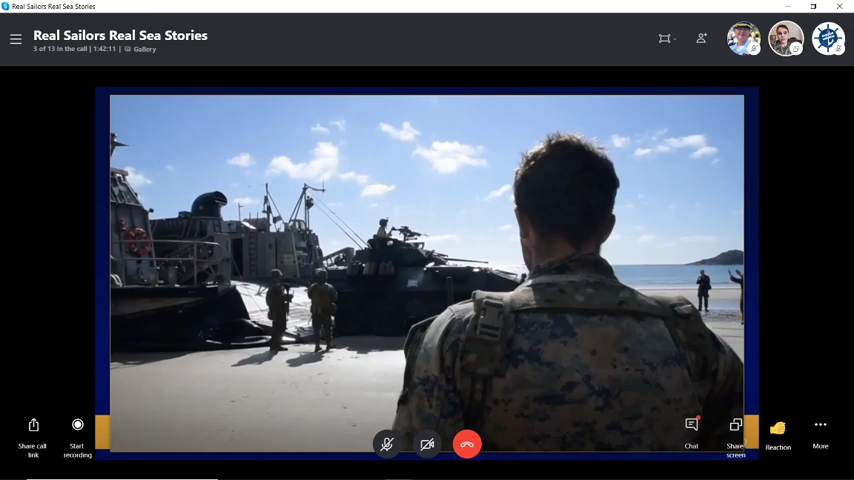 Real Sailors Real Sea Stories
Real Sailors Real Sea Stories
3 of 13 in the call | 1:42:11 | Gallery
Share call
link
Start
recording
Chat
Share
screen
Reaction
More